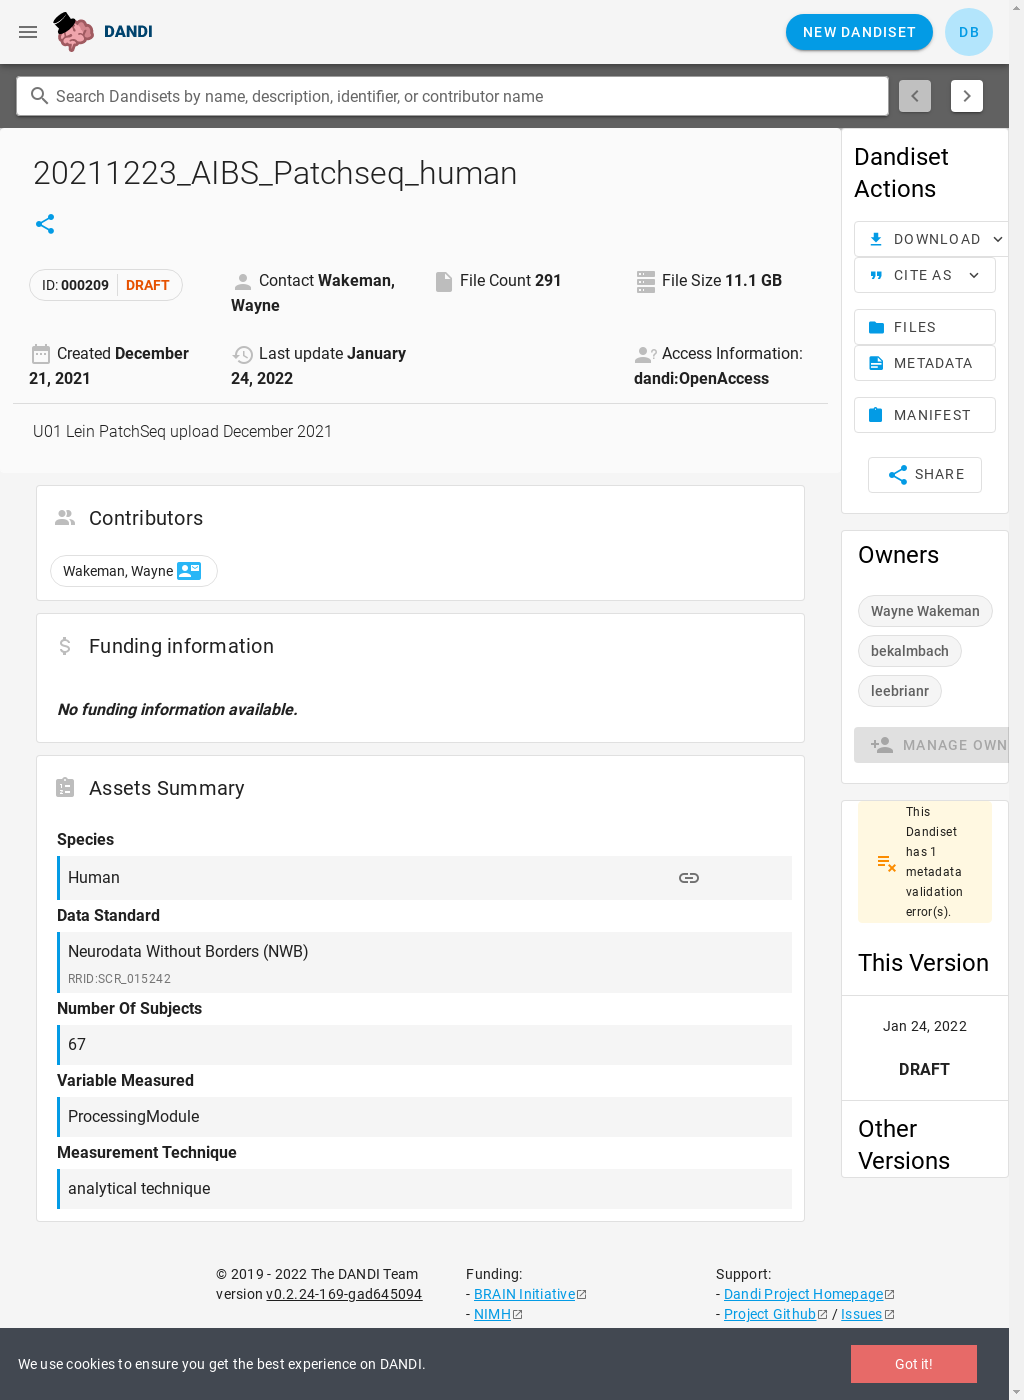 DANDI
NEW DANDISET
DB
Search Dandisets by name, description, identifier, or contributor name
20211223_AIBS_Patchseq_human
ID: 000209 DRAFT
Contact Wakeman, Wayne
File Count 291
File Size 11.1 GB
Created December 21, 2021
Last update January 24, 2022
Access Information: dandi:OpenAccess
U01 Lein PatchSeq upload December 2021
Contributors
Wakeman, Wayne
Funding information
No funding information available.
Assets Summary
Species
Human
Data Standard
Neurodata Without Borders (NWB)
RRID:SCR_015242
Number Of Subjects
67
Variable Measured
ProcessingModule
Measurement Technique
analytical technique
Dandiset
Actions
DOWNLOAD
CITE AS
FILES
METADATA
MANIFEST
SHARE
Owners
Wayne Wakeman
bekalmbach
leebrianr
MANAGE OWN
This
Dandiset
has 1
metadata
validation
error(s).
This Version
Jan 24, 2022
DRAFT
Other
Versions
© 2019 - 2022 The DANDI Team
version v0.2.24-169-gad645094
Funding:
- BRAIN Initiative
- NIMH
Support:
- Dandi Project Homepage
- Project Github / Issues
We use cookies to ensure you get the best experience on DANDI.
Got it!